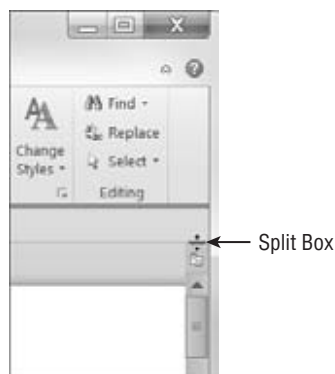 Find
Replace
Change
Styles
Select
Editing
Split Box